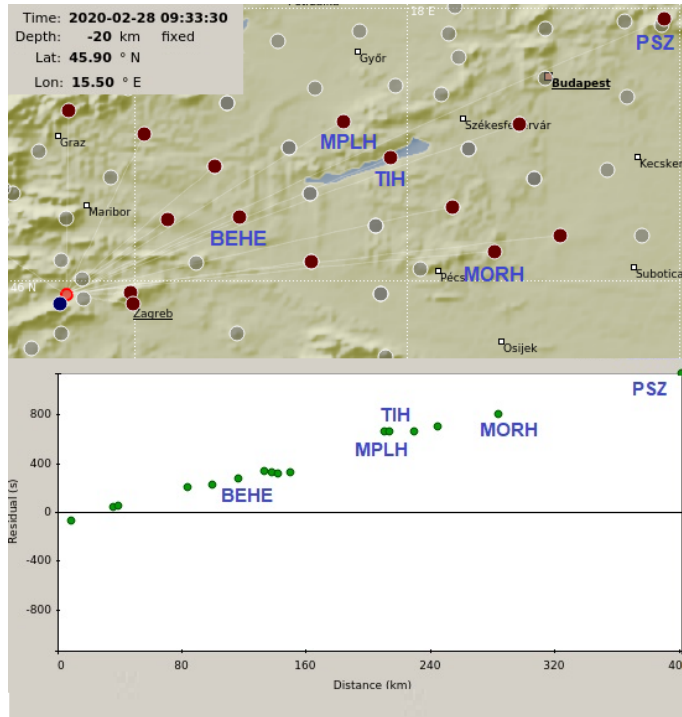 Time: 2020-02-28 09:33:30
Depth: -20 km fixed
Lat: 45.90 ° N
Lon: 15.50 ° E
18 E
PSZ
Győr
Budapest
Graz
MPLH
TIH
Kecskem
Maribor
BEHE
46 N
Pécs
MORH
Subotica
Zagreb
Osijek
PSZ
800
TIH
MPLH
MORH
400
BEHE
0
Residual (s)
-400
-800
0
80
160
240
320
400
Distance (km)